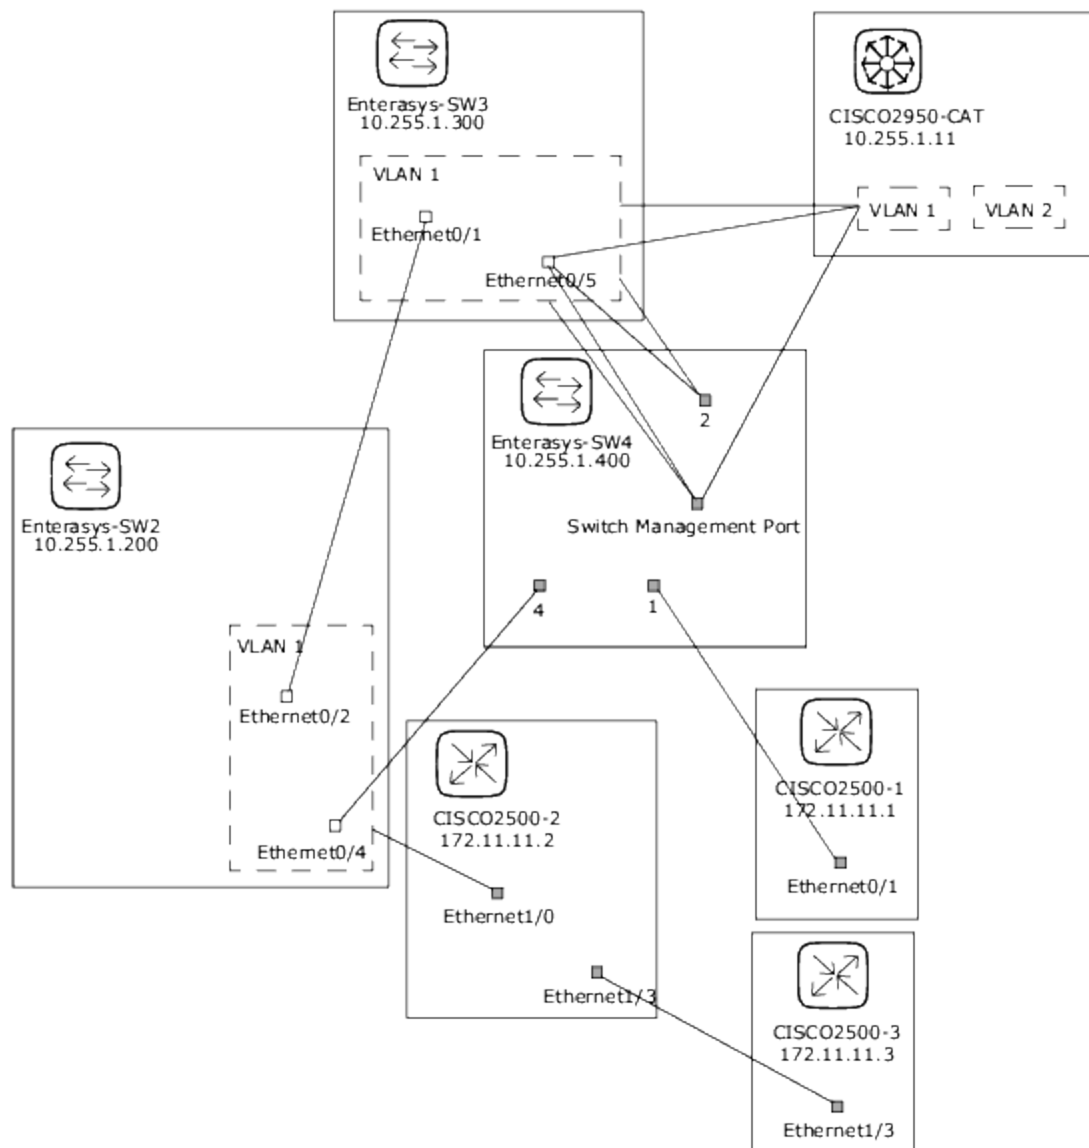 Enterasys-SW3
10.255.1.300
VLAN 1
Ethernet0/1
Ethernet0/5
CISCO2950-CAT
10.255.1.11
VLAN 1
VLAN 2
Enterasys-SW4
10.255.1.400
2
Switch Management Port
4
1
Enterasys-SW2
10.255.1.200
VLAN 1
Ethernet0/2
Ethernet0/4
CISCO2500-2
172.11.11.2
Ethernet1/0
Ethernet1/3
CISCO2500-1
172.11.11.1
Ethernet0/1
CISCO2500-3
172.11.11.3
Ethernet1/3